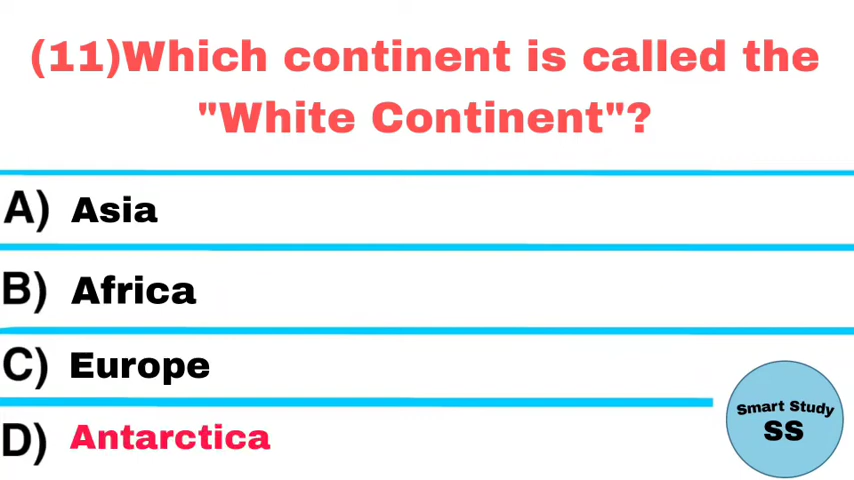 (11)Which continent is called the
"White Continent"?
A) Asia
B) Africa
C) Europe
D) Antarctica
Smart Study
SS